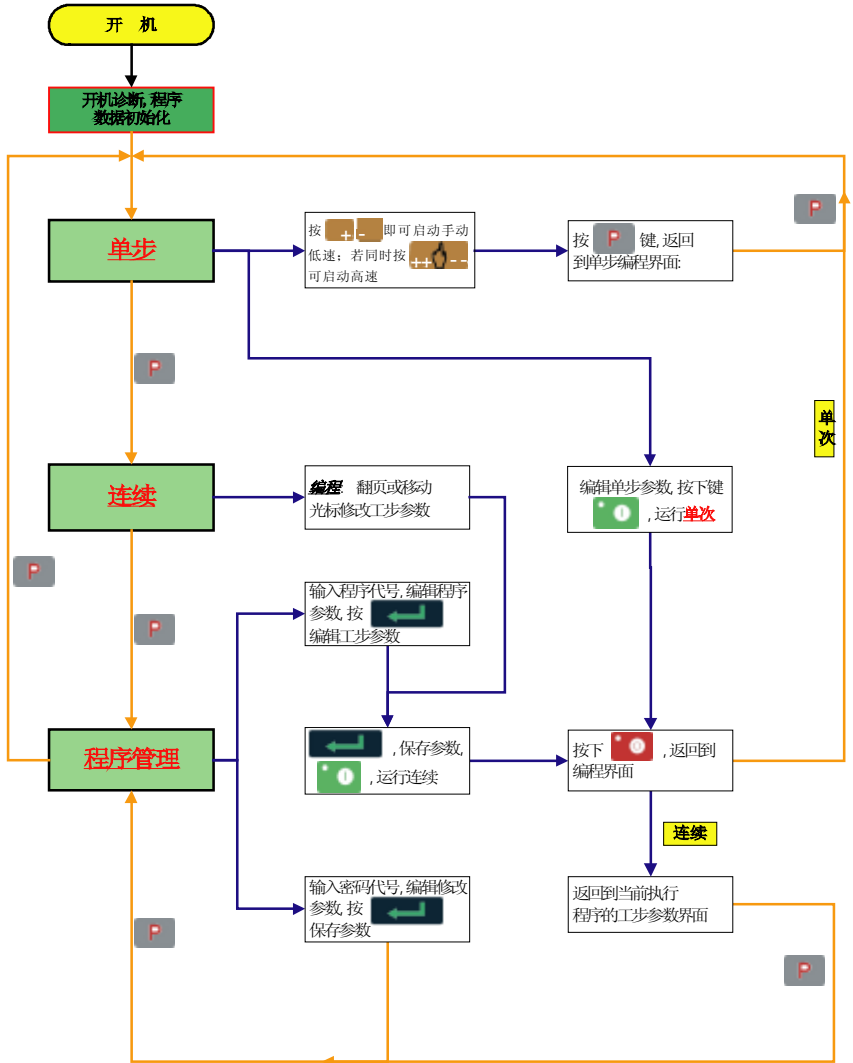 开 机
开机诊断,程序
数据初始化
P
单步
按 + - 即可启动手动
低速；若同时按 ++ --
可启动高速
按 P 键,返回
到单步编程界面:
P
单
次
连续
编程: 翻页或移动
光标修改工步参数
编辑单步参数,按下键
,运行单次
P
输入程序代号,编辑程序
参数,按
编辑工步参数
P
程序管理
,保存参数,
,运行连续
按下 ,返回到
编程界面
连续
输入密码代号,编辑修改
参数,按
保存参数
返回到当前执行
程序的工步参数界面
P
P